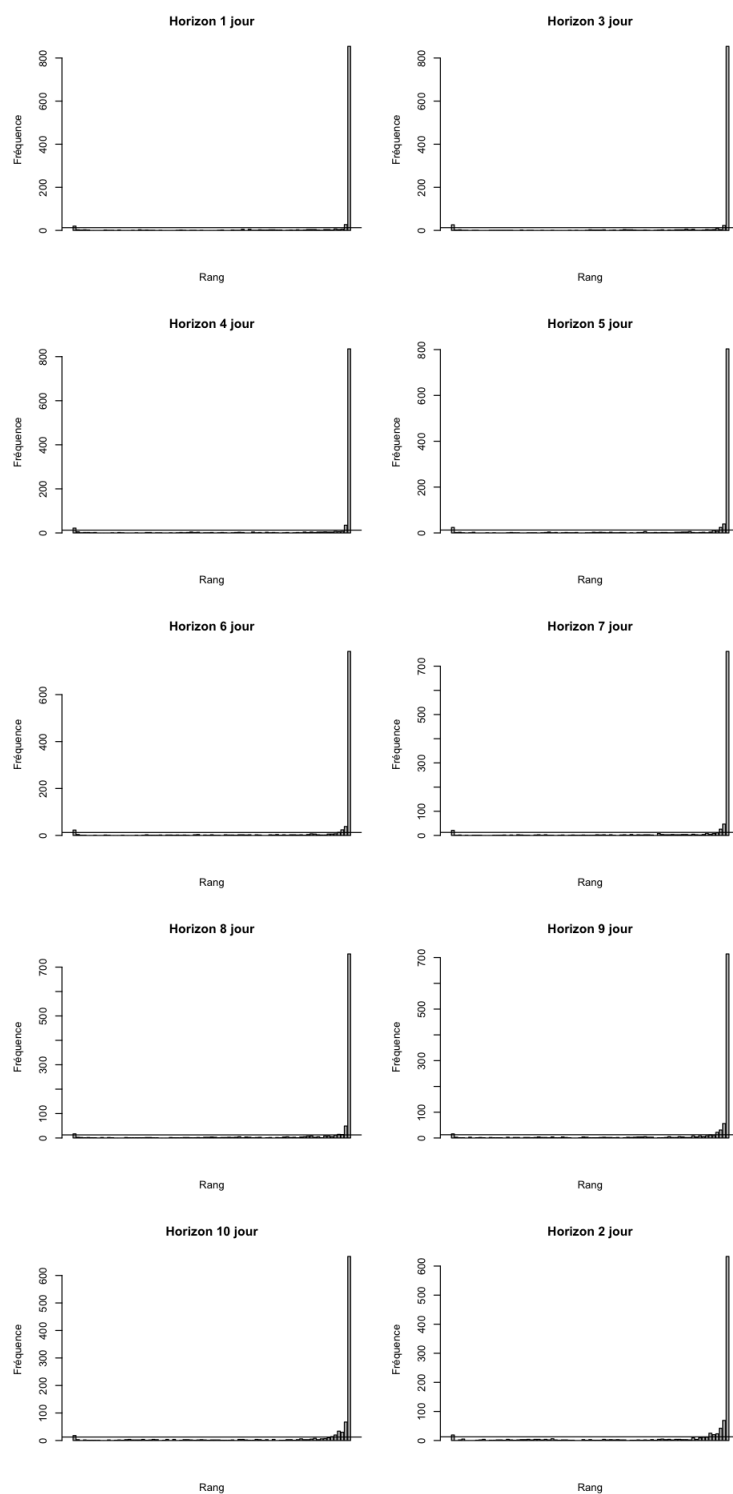 Horizon 1 jour
Fréquence
0 200 400 600 800
Rang
Horizon 3 jour
Fréquence
0 200 400 600 800
Rang
Horizon 4 jour
Fréquence
0 200 400 600 800
Rang
Horizon 5 jour
Fréquence
0 200 400 600 800
Rang
Horizon 6 jour
Fréquence
0 200 400 600
Rang
Horizon 7 jour
Fréquence
0 100 300 500 700
Rang
Horizon 8 jour
Fréquence
0 100 300 500 700
Rang
Horizon 9 jour
Fréquence
0 100 300 500 700
Rang
Horizon 10 jour
Fréquence
0 100 200 300 400 500 600
Rang
Horizon 2 jour
Fréquence
0 100 200 300 400 500 600
Rang